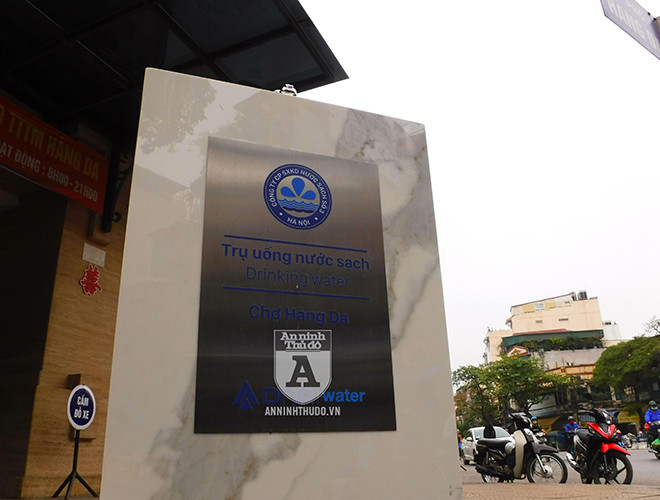 TTTM HÀNG DA
ẠT ĐỘNG: 8H00-21H00
CÔNG TY CP SXKD NƯỚC SẠCH SỐ 3
HÀ NỘI
Trụ uống nước sạch
Drinking water
Chợ Hàng Da
An ninh
Thủ đô
A
water
ANNINHTHUDO.VN
CẤM
ĐỖ XE